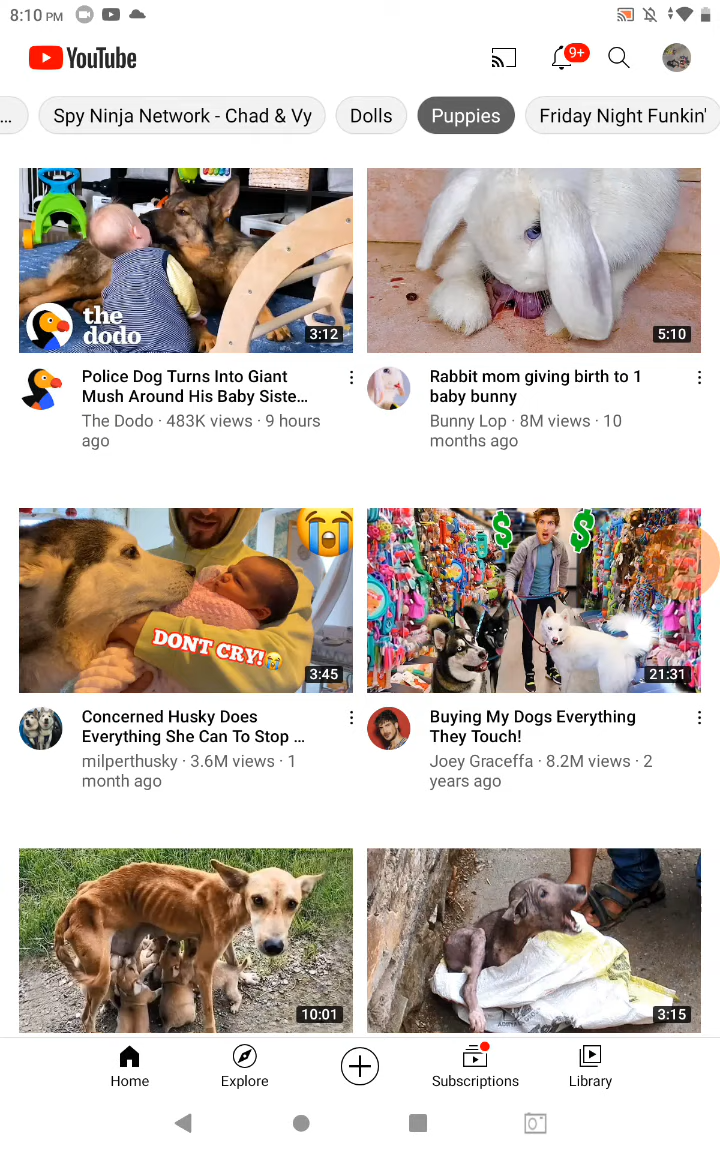 8:10 PM
YouTube
9+
...
Spy Ninja Network - Chad & Vy
Dolls
Puppies
Friday Night Funkin'
the
dodo
3:12
5:10
Police Dog Turns Into Giant
Mush Around His Baby Siste...
The Dodo · 483K views · 9 hours
ago
Rabbit mom giving birth to 1
baby bunny
Bunny Lop · 8M views · 10
months ago
DONT CRY!
3:45
$ $
21:31
Concerned Husky Does
Everything She Can To Stop ...
milperthusky · 3.6M views · 1
month ago
Buying My Dogs Everything
They Touch!
Joey Graceffa · 8.2M views · 2
years ago
10:01
3:15
Home
Explore
Subscriptions
Library